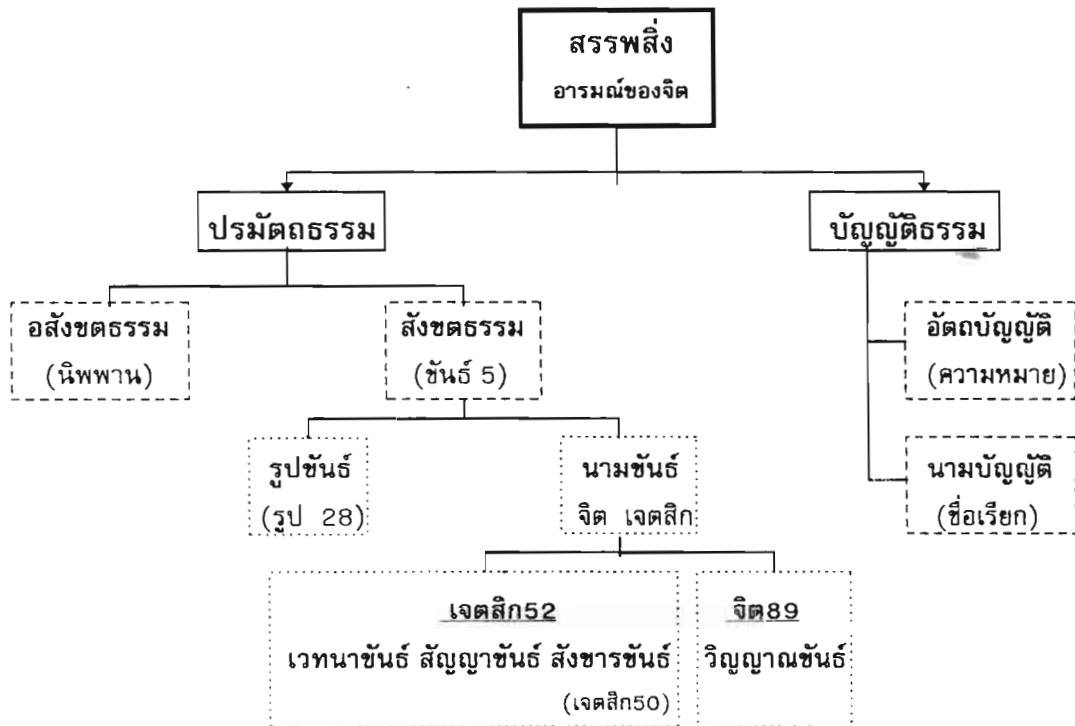 สรรพสิ่ง
อารมณ์ของจิต
ปรมัตถธรรม
บัญญัติธรรม
อสังขตธรรม
(นิพพาน)
สังขตธรรม
(ขันธ์ 5)
อัตถบัญญัติ
(ความหมาย)
รูปขันธ์
(รูป 28)
นามขันธ์
จิต เจตสิก
นามบัญญัติ
(ชื่อเรียก)
เจตสิก52
เวทนาขันธ์ สัญญาขันธ์ สังขารขันธ์
(เจตสิก50)
จิต89
วิญญาณขันธ์